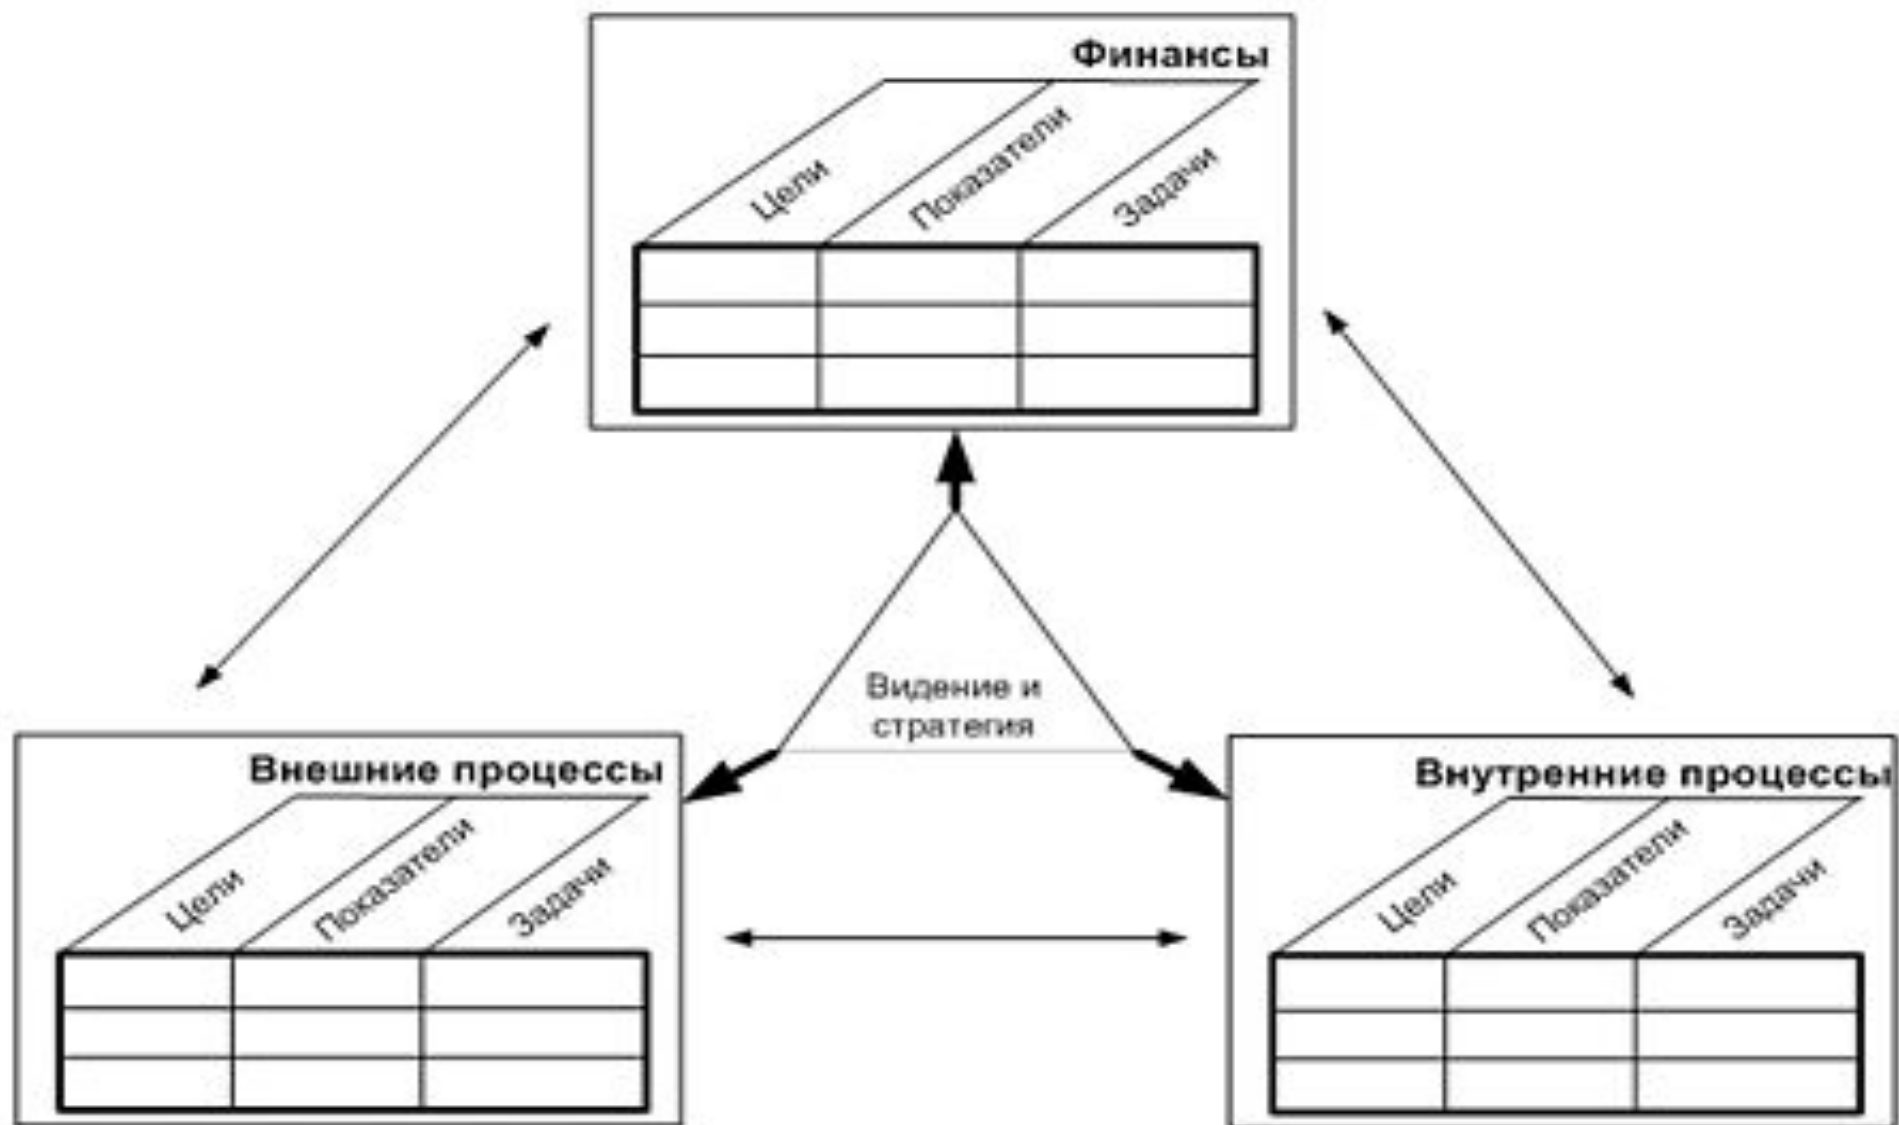 Финансы
Цели
Показатели
Задачи
Видение и
стратегия
Внешние процессы
Цели
Показатели
Задачи
Внутренние процессы
Цели
Показатели
Задачи